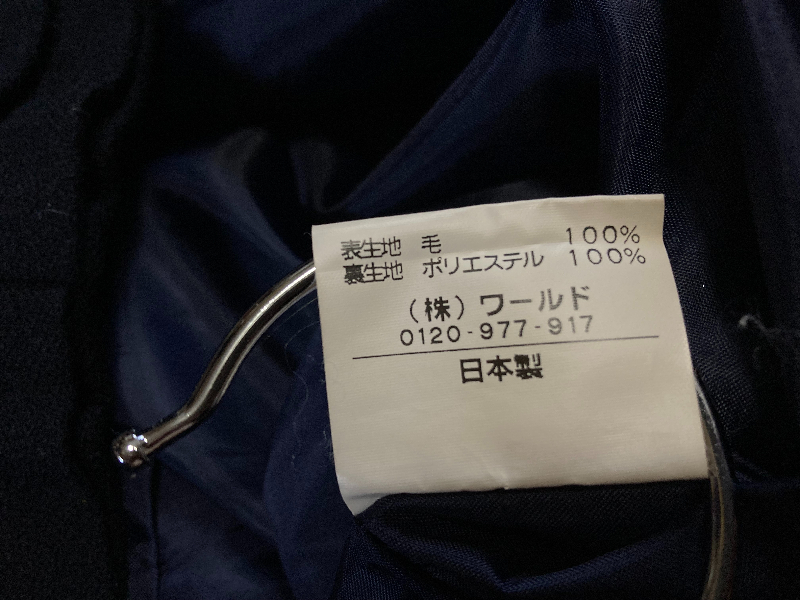 表生地 毛 100%
裏生地 ポリエステル 100%
(株)ワールド
0120-977-917
日本製